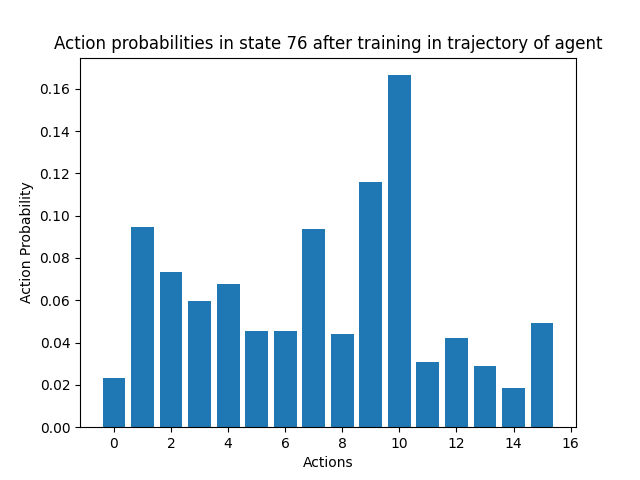 Action probabilities in state 76 after training in trajectory of agent
0.16
0.14
0.12
0.10
0.08
0.06
0.04
0.02
0.00
Action Probability
0 2 4 6 8 10 12 14 16
Actions